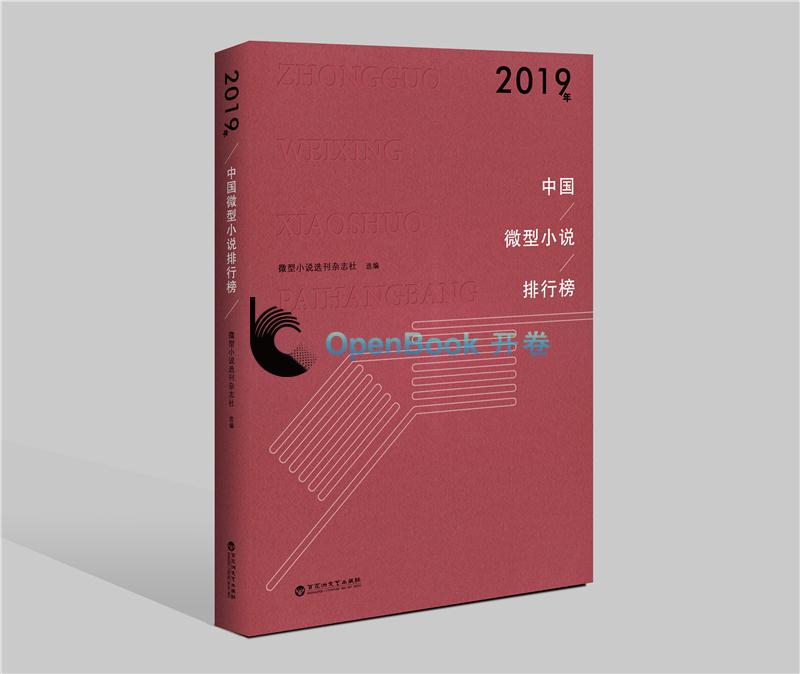 2019年
中国微型小说排行榜
微型小说选刊杂志社 选编
ZHONGGUO
2019年
WEIXING
中国
XIAOSHUO
微型小说
微型小说选刊杂志社 选编
排行榜
PAIHANGBANG
OpenBook 开卷
百花洲文艺出版社